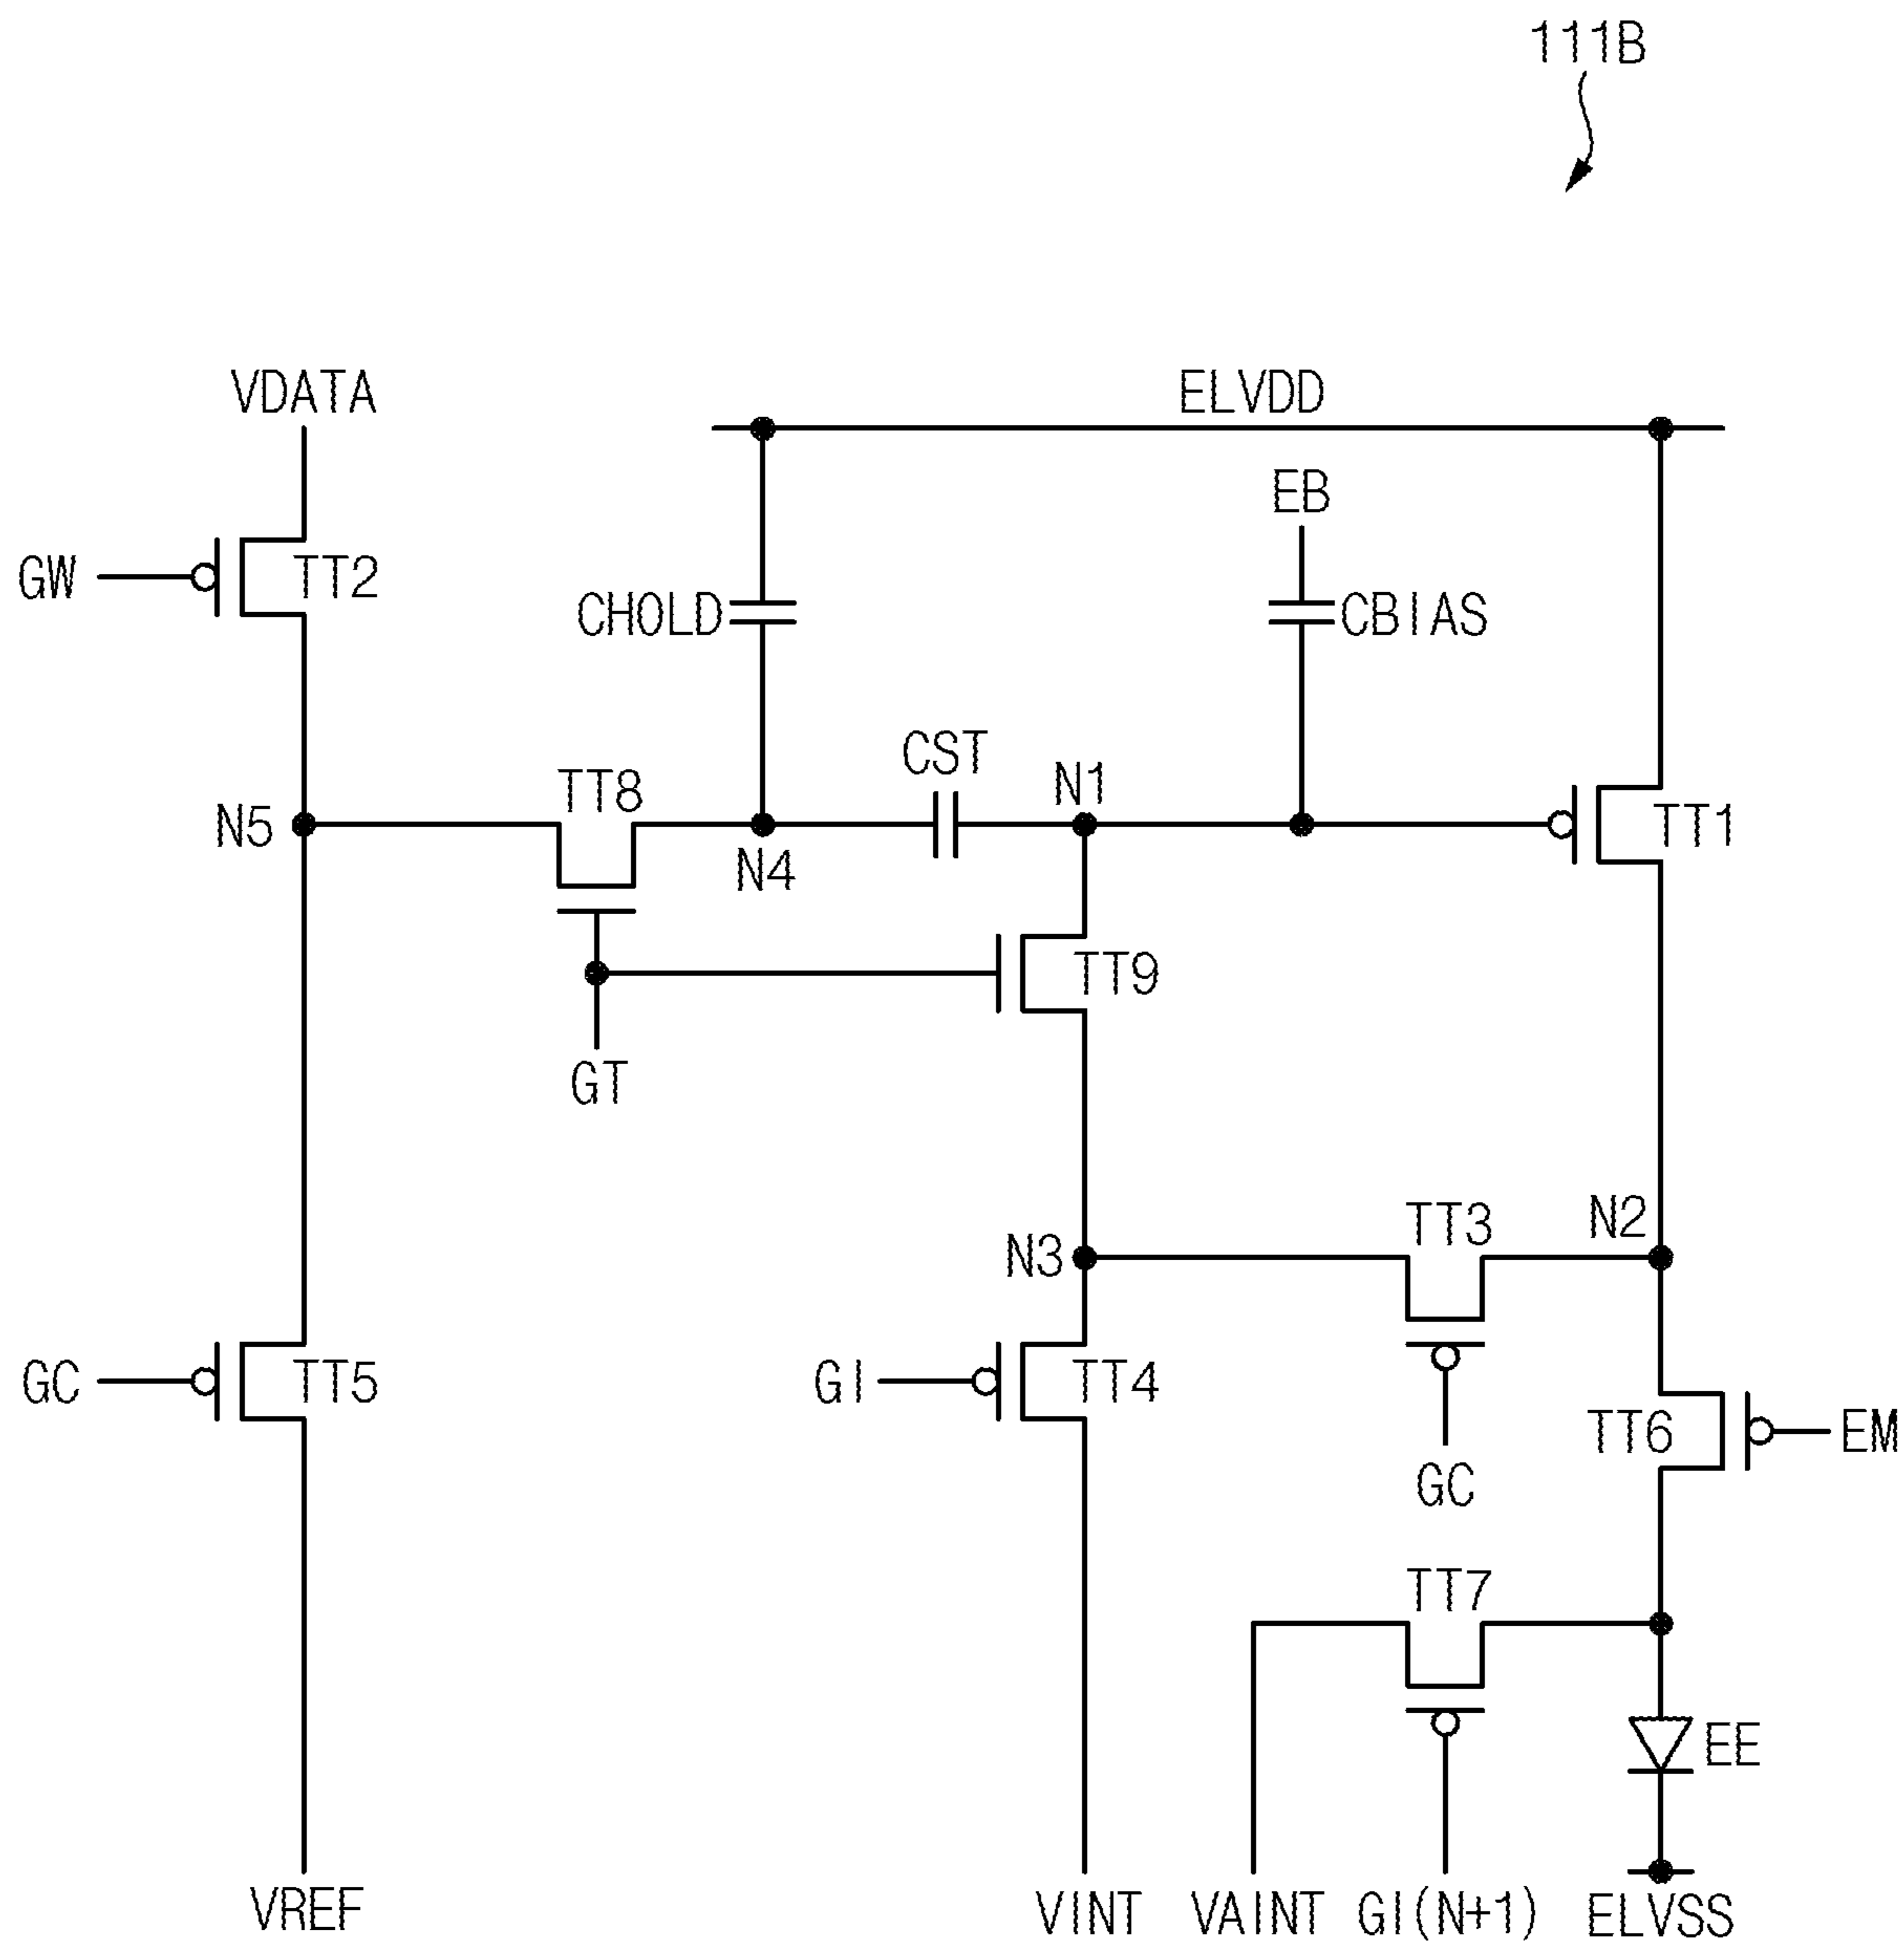 111B
VDATA
ELVDD
EB
GW
TT2
CHOLD
CBIAS
CST
N1
TT8
N5
N4
TT1
TT9
GT
TT3
N2
N3
GC
TT5
GI
TT4
TT6
EM
GC
TT7
EE
VREF
VINT
VAINT
GI(N+1)
ELVSS